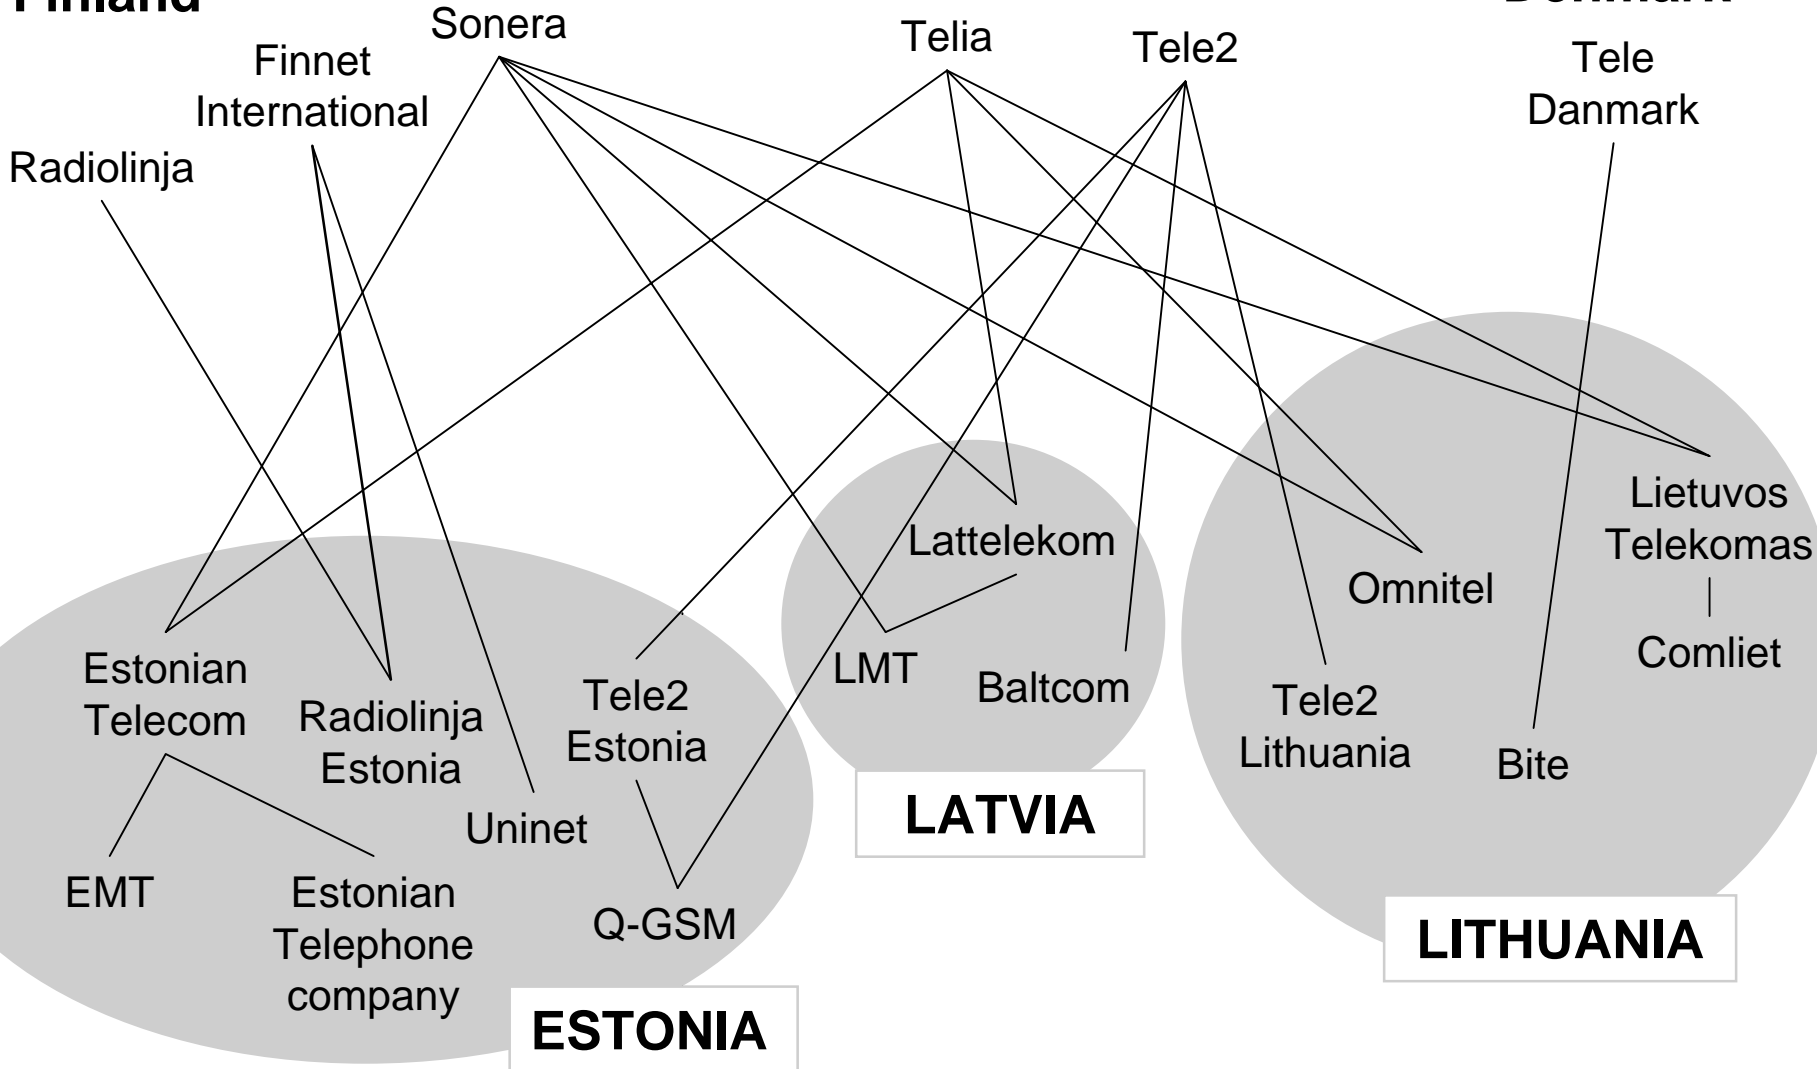 Finland
Denmark
Sonera
Telia
Tele2
Finnet
International
Tele
Danmark
Radiolinja
Lietuvos
Telekomas
Lattelekom
Omnitel
Comliet
Estonian
Telecom
LMT
Baltcom
Radiolinja
Estonia
Tele2
Estonia
Tele2
Lithuania
Bite
Uninet
LATVIA
EMT
Estonian
Telephone
company
Q-GSM
LITHUANIA
ESTONIA